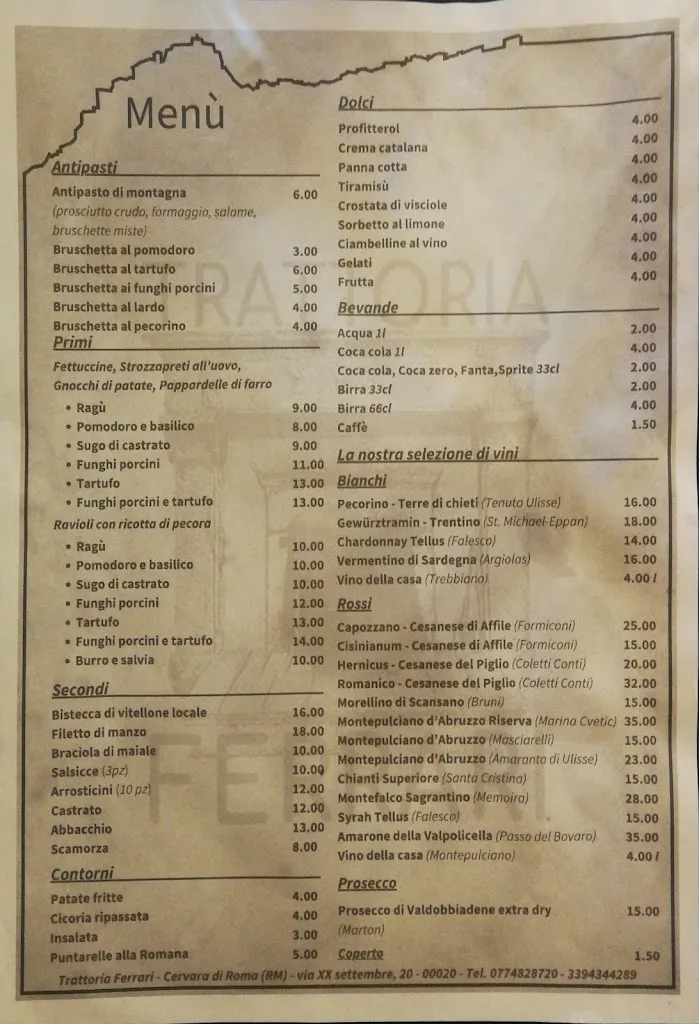 Menù
Antipasti
Antipasto di montagna 6.00
(prosciutto crudo, formaggio, salame,
bruschette miste)
Bruschetta al pomodoro 3.00
Bruschetta al tartufo 6.00
Bruschetta ai funghi porcini 5.00
Bruschetta al lardo 4.00
Bruschetta al pecorino 4.00
Primi
Fettuccine, Strozzapreti all'uovo,
Gnocchi di patate, Pappardelle di farro
• Ragù 9.00
• Pomodoro e basilico 8.00
• Sugo di castrato 9.00
• Funghi porcini 11.00
• Tartufo 13.00
• Funghi porcini e tartufo 13.00
Ravioli con ricotta di pecora
• Ragù 10.00
• Pomodoro e basilico 10.00
• Sugo di castrato 10.00
• Funghi porcini 12.00
• Tartufo 13.00
• Funghi porcini e tartufo 14.00
• Burro e salvia 10.00
Secondi
Bistecca di vitellone locale 16.00
Filetto di manzo 18.00
Braciola di maiale 10.00
Salsicce (3pz) 10.00
Arrosticini (10 pz) 12.00
Castrato 12.00
Abbacchio 13.00
Scamorza 8.00
Contorni
Patate fritte 4.00
Cicoria ripassata 4.00
Insalata 3.00
Puntarelle alla Romana 5.00
Dolci
Profitterol 4.00
Crema catalana 4.00
Panna cotta 4.00
Tiramisù 4.00
Crostata di visciole 4.00
Sorbetto al limone 4.00
Ciambelline al vino 4.00
Gelati 4.00
Frutta 4.00
Bevande
Acqua 1l 2.00
Coca cola 1l 4.00
Coca cola, Coca zero, Fanta,Sprite 33cl 2.00
Birra 33cl 2.00
Birra 66cl 4.00
Caffè 1.50
La nostra selezione di vini
Bianchi
Pecorino - Terre di chieti (Tenuta Ulisse) 16.00
Gewürztramin - Trentino (St. Michael-Eppan) 18.00
Chardonnay Tellus (Falesco) 14.00
Vermentino di Sardegna (Argiolas) 16.00
Vino della casa (Trebbiano) 4.00 l
Rossi
Capozzano - Cesanese di Affile (Formiconi) 25.00
Cisinianum - Cesanese di Affile (Formiconi) 15.00
Hernicus - Cesanese del Piglio (Coletti Conti) 20.00
Romanico - Cesanese del Piglio (Coletti Conti) 32.00
Morellino di Scansano (Bruni) 15.00
Montepulciano d'Abruzzo Riserva (Marina Cvetic) 35.00
Montepulciano d'Abruzzo (Masciarelli) 15.00
Montepulciano d'Abruzzo (Amaranta di Ulisse) 23.00
Chianti Superiore (Santa Cristina) 15.00
Montefalco Sagrantino (Memoira) 28.00
Syrah Tellus (Falesco) 15.00
Amarone della Valpolicella (Passo del Bovaro) 35.00
Vino della casa (Montepulciano) 4.00 l
Prosecco
Prosecco di Valdobbiadene extra dry 15.00
(Marton)
Coperto 1.50
Trattoria Ferrari - Cervara di Roma (RM) - via XX settembre, 20 - 00020 - Tel. 0774828720 - 3394344289
TRATTORIA